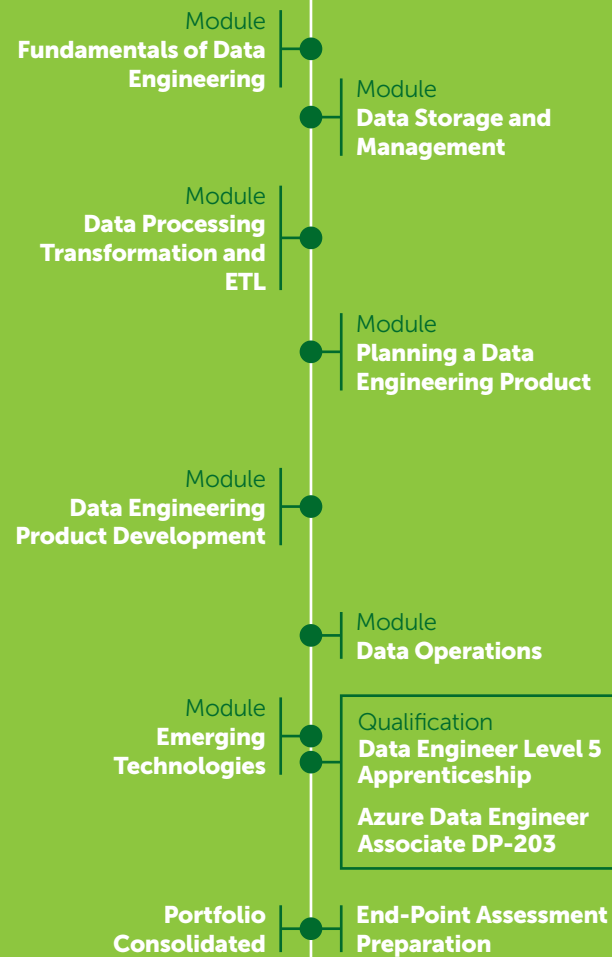 Module
Fundamentals of Data
Engineering
Module
Data Storage and
Management
Module
Data Processing
Transformation and
ETL
Module
Planning a Data
Engineering Product
Module
Data Engineering
Product Development
Module
Data Operations
Module
Emerging
Technologies
Qualification
Data Engineer Level 5
Apprenticeship
Azure Data Engineer
Associate DP-203
Portfolio
Consolidated
End-Point Assessment
Preparation